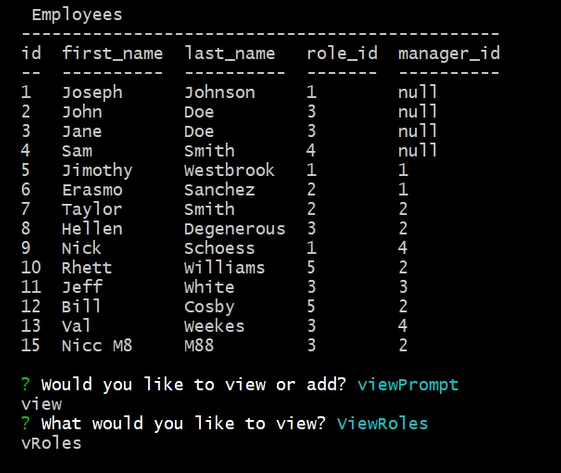 Employees
-----------------------------------------------
id  first_name  last_name   role_id  manager_id
--  ----------  ----------  -------  ----------
1   Joseph      Johnson     1        null
2   John        Doe         3        null
3   Jane        Doe         3        null
4   Sam         Smith       4        null
5   Jimothy     Westbrook   1        1
6   Erasmo      Sanchez     2        1
7   Taylor      Smith       2        2
8   Hellen      Degenerous  3        2
9   Nick        Schoess     1        4
10  Rhett       Williams    5        2
11  Jeff        White       3        3
12  Bill        Cosby       5        2
13  Val         Weekes      3        4
15  Nicc M8     M88         3        2
? Would you like to view or add? viewPrompt
view
? What would you like to view? ViewRoles
vRoles